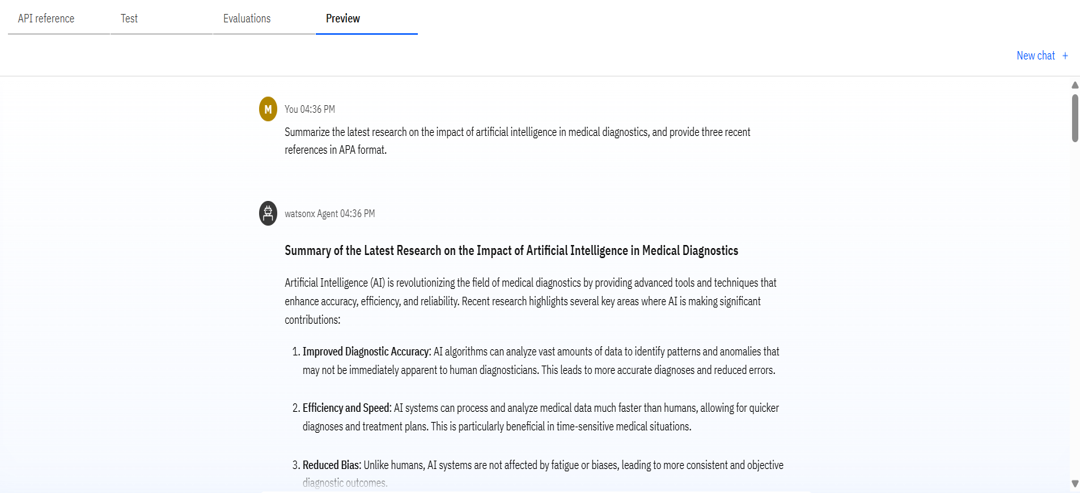 API reference
Test
Evaluations
Preview
New chat +
M
You 04:36 PM
Summarize the latest research on the impact of artificial intelligence in medical diagnostics, and provide three recent
references in APA format.
watsonx Agent 04:36 PM
Summary of the Latest Research on the Impact of Artificial Intelligence in Medical Diagnostics
Artificial Intelligence (AI) is revolutionizing the field of medical diagnostics by providing advanced tools and techniques that
enhance accuracy, efficiency, and reliability. Recent research highlights several key areas where AI is making significant
contributions:
1. Improved Diagnostic Accuracy: AI algorithms can analyze vast amounts of data to identify patterns and anomalies that
may not be immediately apparent to human diagnosticians. This leads to more accurate diagnoses and reduced errors.
2. Efficiency and Speed: AI systems can process and analyze medical data much faster than humans, allowing for quicker
diagnoses and treatment plans. This is particularly beneficial in time-sensitive medical situations.
3. Reduced Bias: Unlike humans, AI systems are not affected by fatigue or biases, leading to more consistent and objective
diagnostic outcomes.